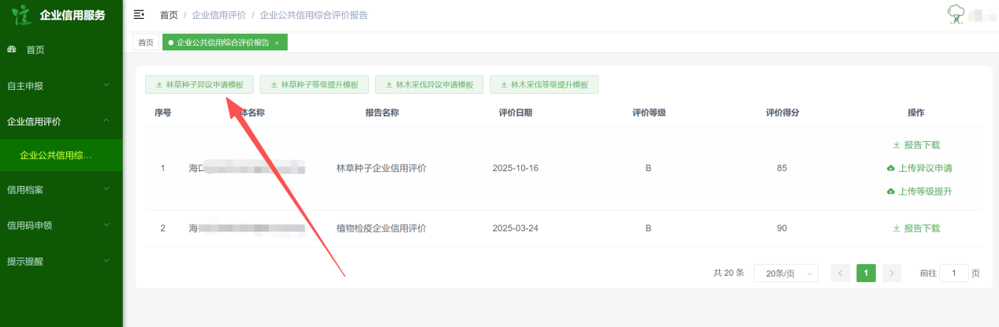 企业信用服务
首页 / 企业信用评价 / 企业公共信用综合评价报告
首页
企业公共信用综合评价报告 ×
首页
自主申报
企业信用评价
企业公共信用综…
信用档案
信用码申领
提示提醒
林草种子异议申请模板 林草种子等级提升模板 林木采伐异议申请模板 林木采伐等级提升模板
序号 体名称 报告名称 评价日期 评价等级 评价得分 操作
1 海口 林草种子企业信用评价 2025-10-16 B 85
报告下载
上传异议申请
上传等级提升
2 海 植物检疫企业信用评价 2025-03-24 B 90 报告下载
共 20 条 20条/页 1 前往 1 页